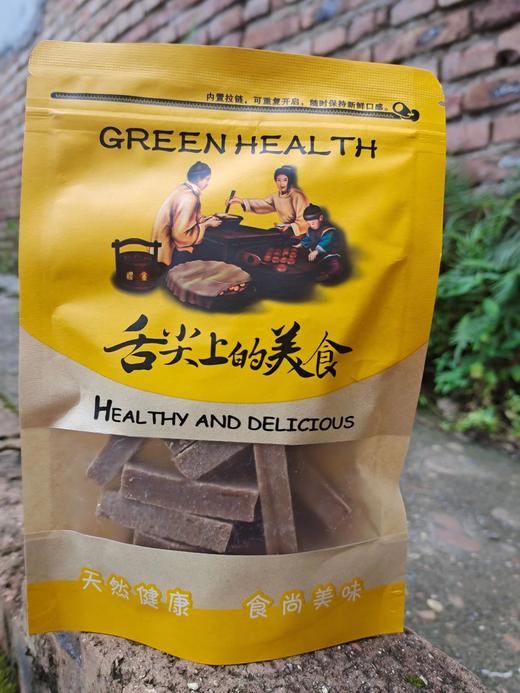 内置拉链，可重复开启，随时保持新鲜口感。
GREEN HEALTH
舌尖上的美食
HEALTHY AND DELICIOUS
天然健康 食尚美味